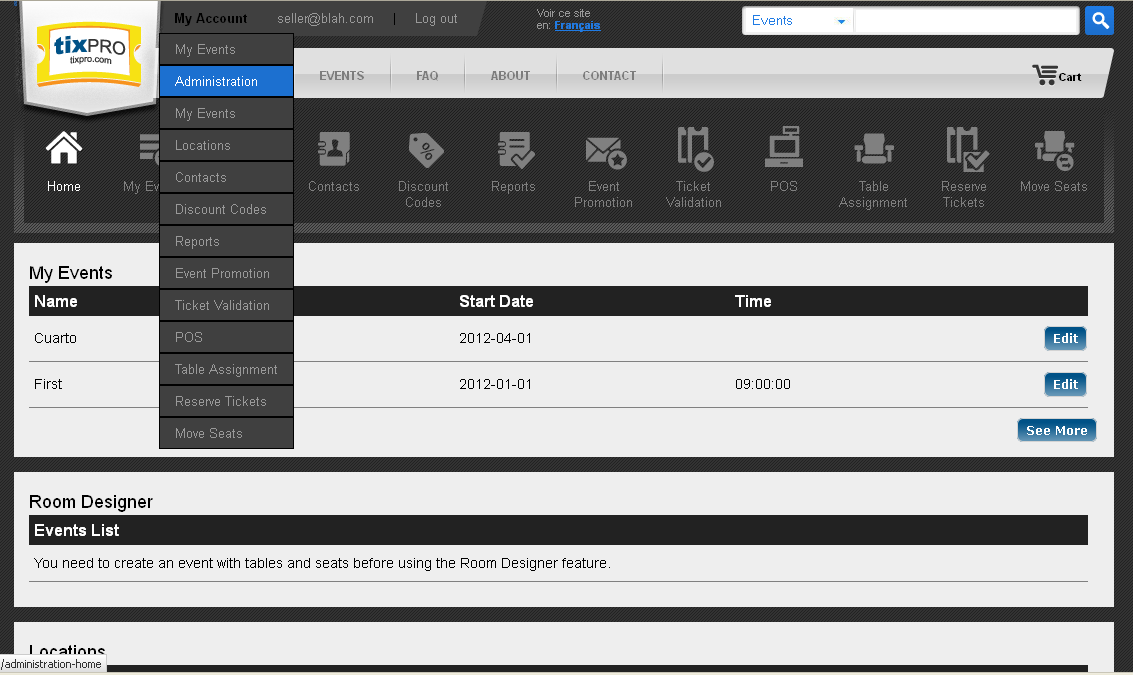 My Account seller@blah.com | Log out
Voir ce site
en: Français
Events
tixPRO
tixpro.com
My Events
Administration
My Events
Locations
Contacts
Discount Codes
Reports
Event Promotion
Ticket Validation
POS
Table Assignment
Reserve Tickets
Move Seats
EVENTS FAQ ABOUT CONTACT
Cart
Home
My Ev
Contacts
Discount
Codes
Reports
Event
Promotion
Ticket
Validation
POS
Table
Assignment
Reserve
Tickets
Move Seats
My Events
Name Start Date Time
Cuarto 2012-04-01 Edit
First 2012-01-01 09:00:00 Edit
See More
Room Designer
Events List
You need to create an event with tables and seats before using the Room Designer feature.
Locations
/administration-home